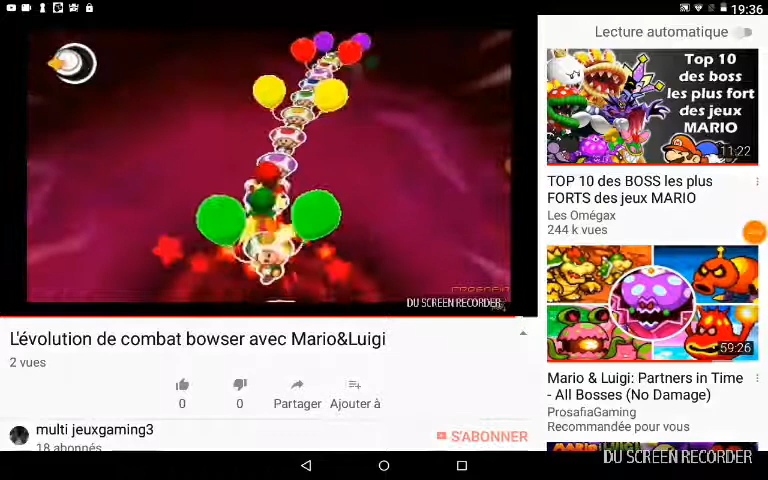 19:36
Lecture automatique
Top 10
des boss
les plus fort
des jeux
MARIO
11:22
TOP 10 des BOSS les plus
FORTS des jeux MARIO
Les Omégax
244 k vues
DU SCREEN RECORDER
L'évolution de combat bowser avec Mario&Luigi
2 vues
0
0
Partager
Ajouter à
multi jeuxgaming3
18 abonnés
S'ABONNER
59:26
Mario & Luigi: Partners in Time
- All Bosses (No Damage)
ProsafiaGaming
Recommandée pour vous
DU SCREEN RECORDER